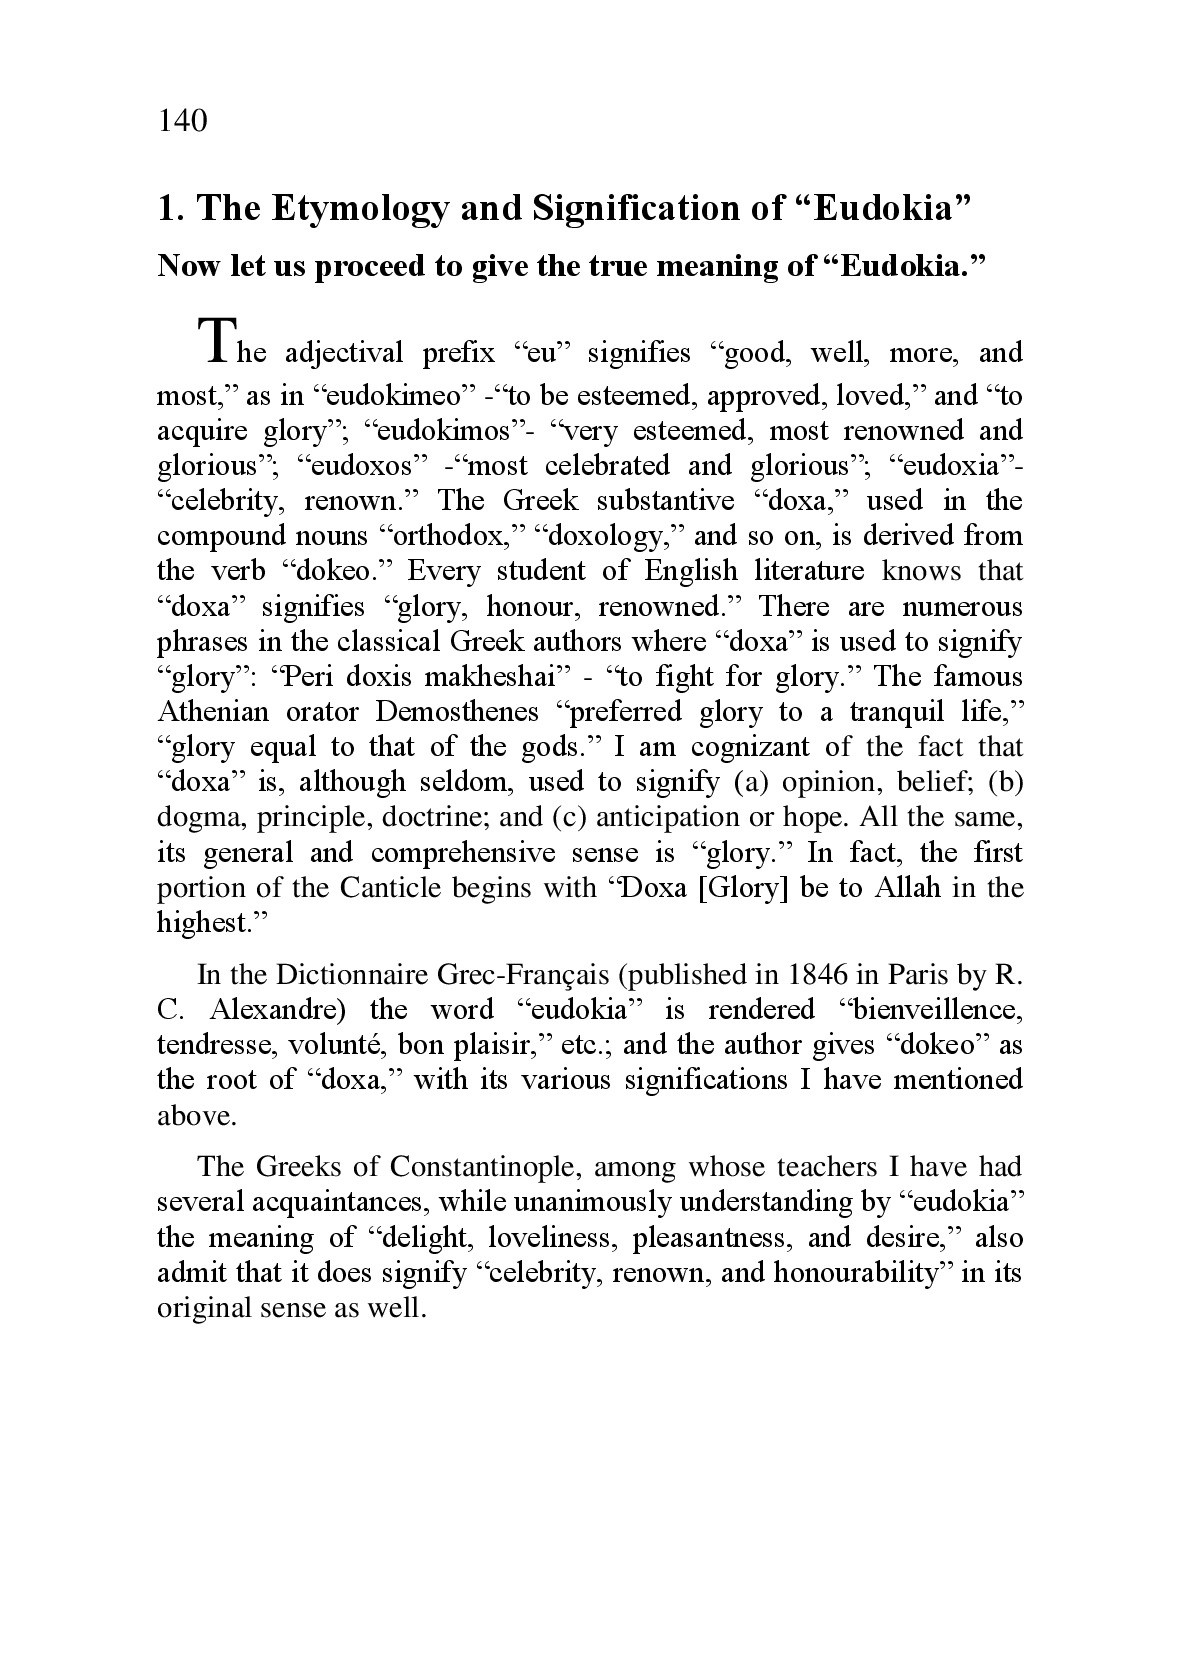 140
1. The Etymology and Signification of “Eudokia”
Now let us proceed to give the true meaning of “Eudokia.”
The adjectival prefix “eu” signifies “good, well, more, and
most,” as in “eudokimeo” -“to be esteemed, approved, loved,” and “to
acquire glory”; “eudokimos”- “very esteemed, most renowned and
glorious”; “eudoxos” -“most celebrated and glorious”; “eudoxia”-
“celebrity, renown.” The Greek substantive “doxa,” used in the
compound nouns “orthodox,” “doxology,” and so on, is derived from
the verb “dokeo.” Every student of English literature knows that
“doxa” signifies “glory, honour, renowned.” There are numerous
phrases in the classical Greek authors where “doxa” is used to signify
“glory”: “Peri doxis makheshai” - “to fight for glory.” The famous
Athenian orator Demosthenes “preferred glory to a tranquil life,”
“glory equal to that of the gods.” I am cognizant of the fact that
“doxa” is, although seldom, used to signify (a) opinion, belief; (b)
dogma, principle, doctrine; and (c) anticipation or hope. All the same,
its general and comprehensive sense is “glory.” In fact, the first
portion of the Canticle begins with “Doxa [Glory] be to Allah in the
highest.”
In the Dictionnaire Grec-Français (published in 1846 in Paris by R.
C. Alexandre) the word “eudokia” is rendered “bienveillence,
tendresse, volunté, bon plaisir,” etc.; and the author gives “dokeo” as
the root of “doxa,” with its various significations I have mentioned
above.
The Greeks of Constantinople, among whose teachers I have had
several acquaintances, while unanimously understanding by “eudokia”
the meaning of “delight, loveliness, pleasantness, and desire,” also
admit that it does signify “celebrity, renown, and honourability” in its
original sense as well.